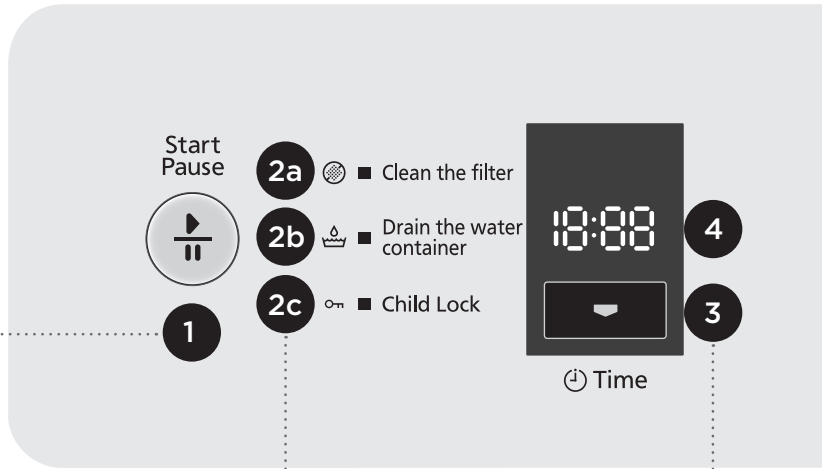 Start
Pause
1
2a Clean the filter
2b Drain the water
container
2c Child Lock
18:88
4
3
Time